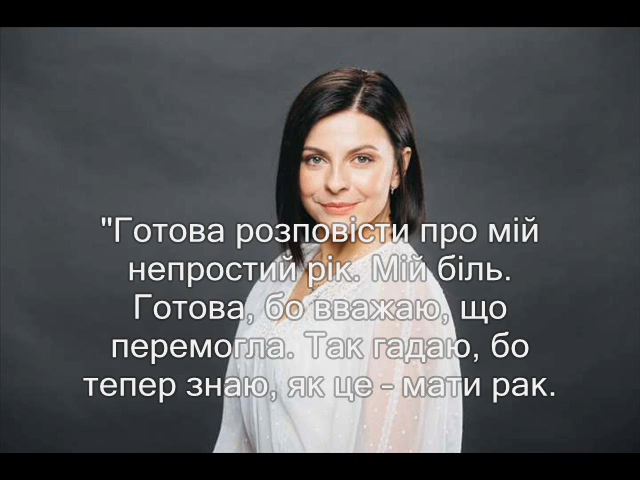 "Готова розповісти про мій
непростий рік. Мій біль.
Готова, бо вважаю, що
перемогла. Так гадаю, бо
тепер знаю, як це - мати рак.